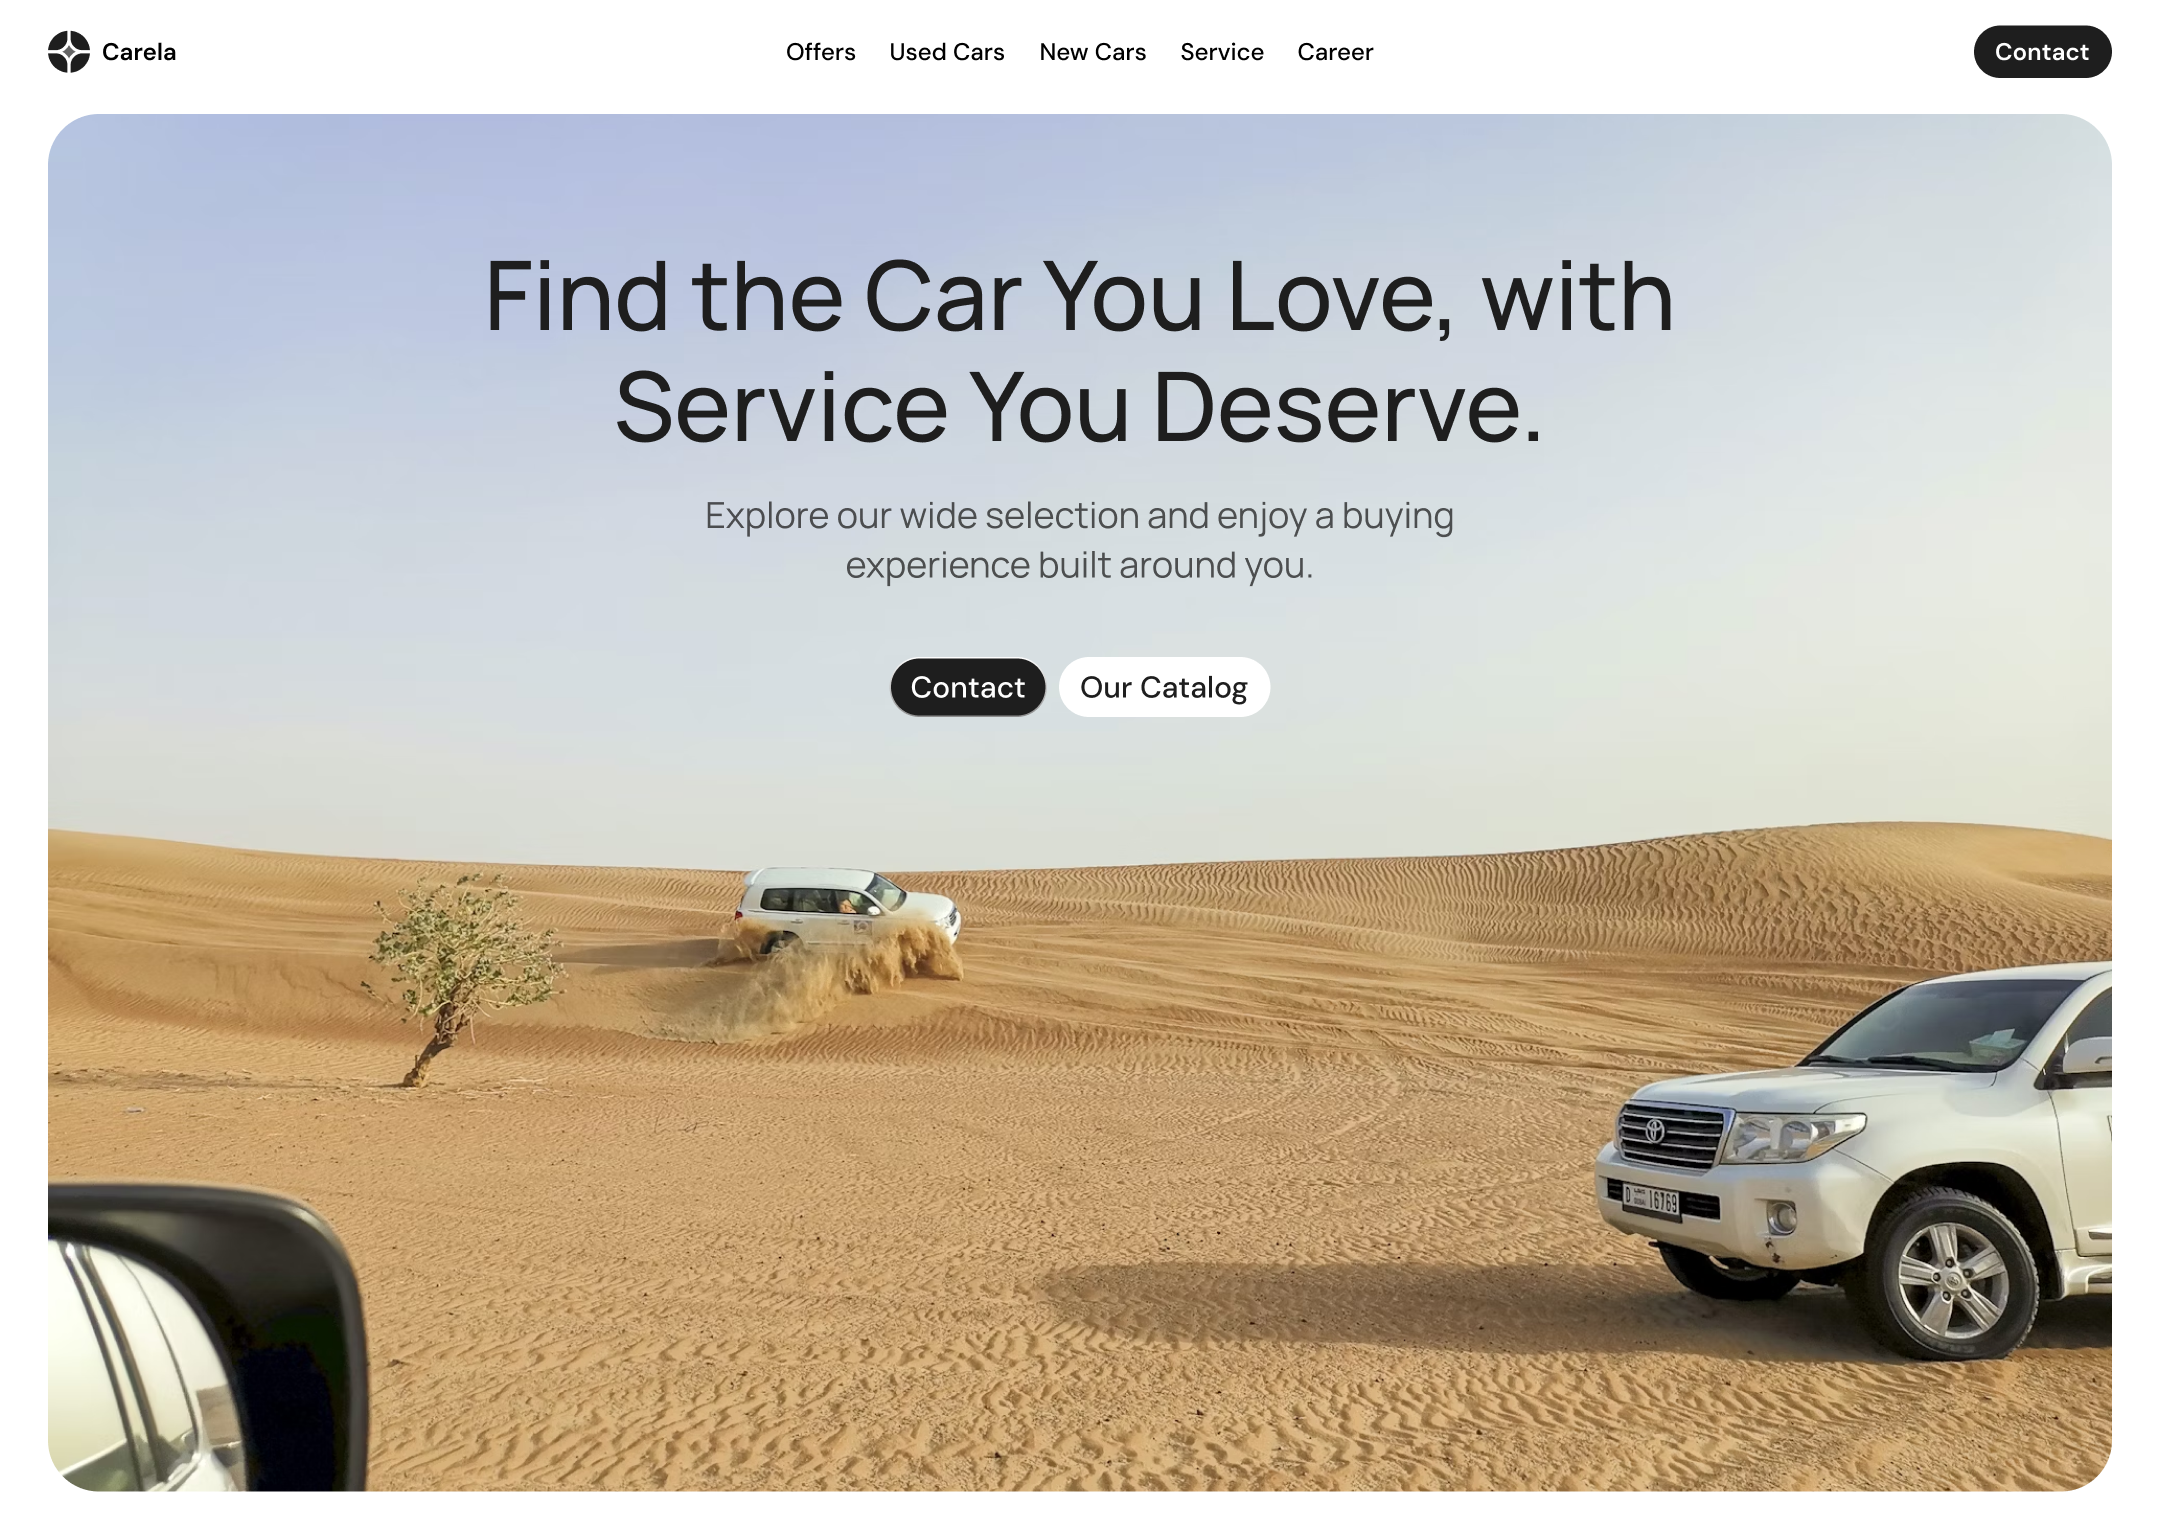 Carela
Offers Used Cars New Cars Service Career
Contact
Find the Car You Love, with
Service You Deserve.
Explore our wide selection and enjoy a buying
experience built around you.
Contact
Our Catalog
D 16769